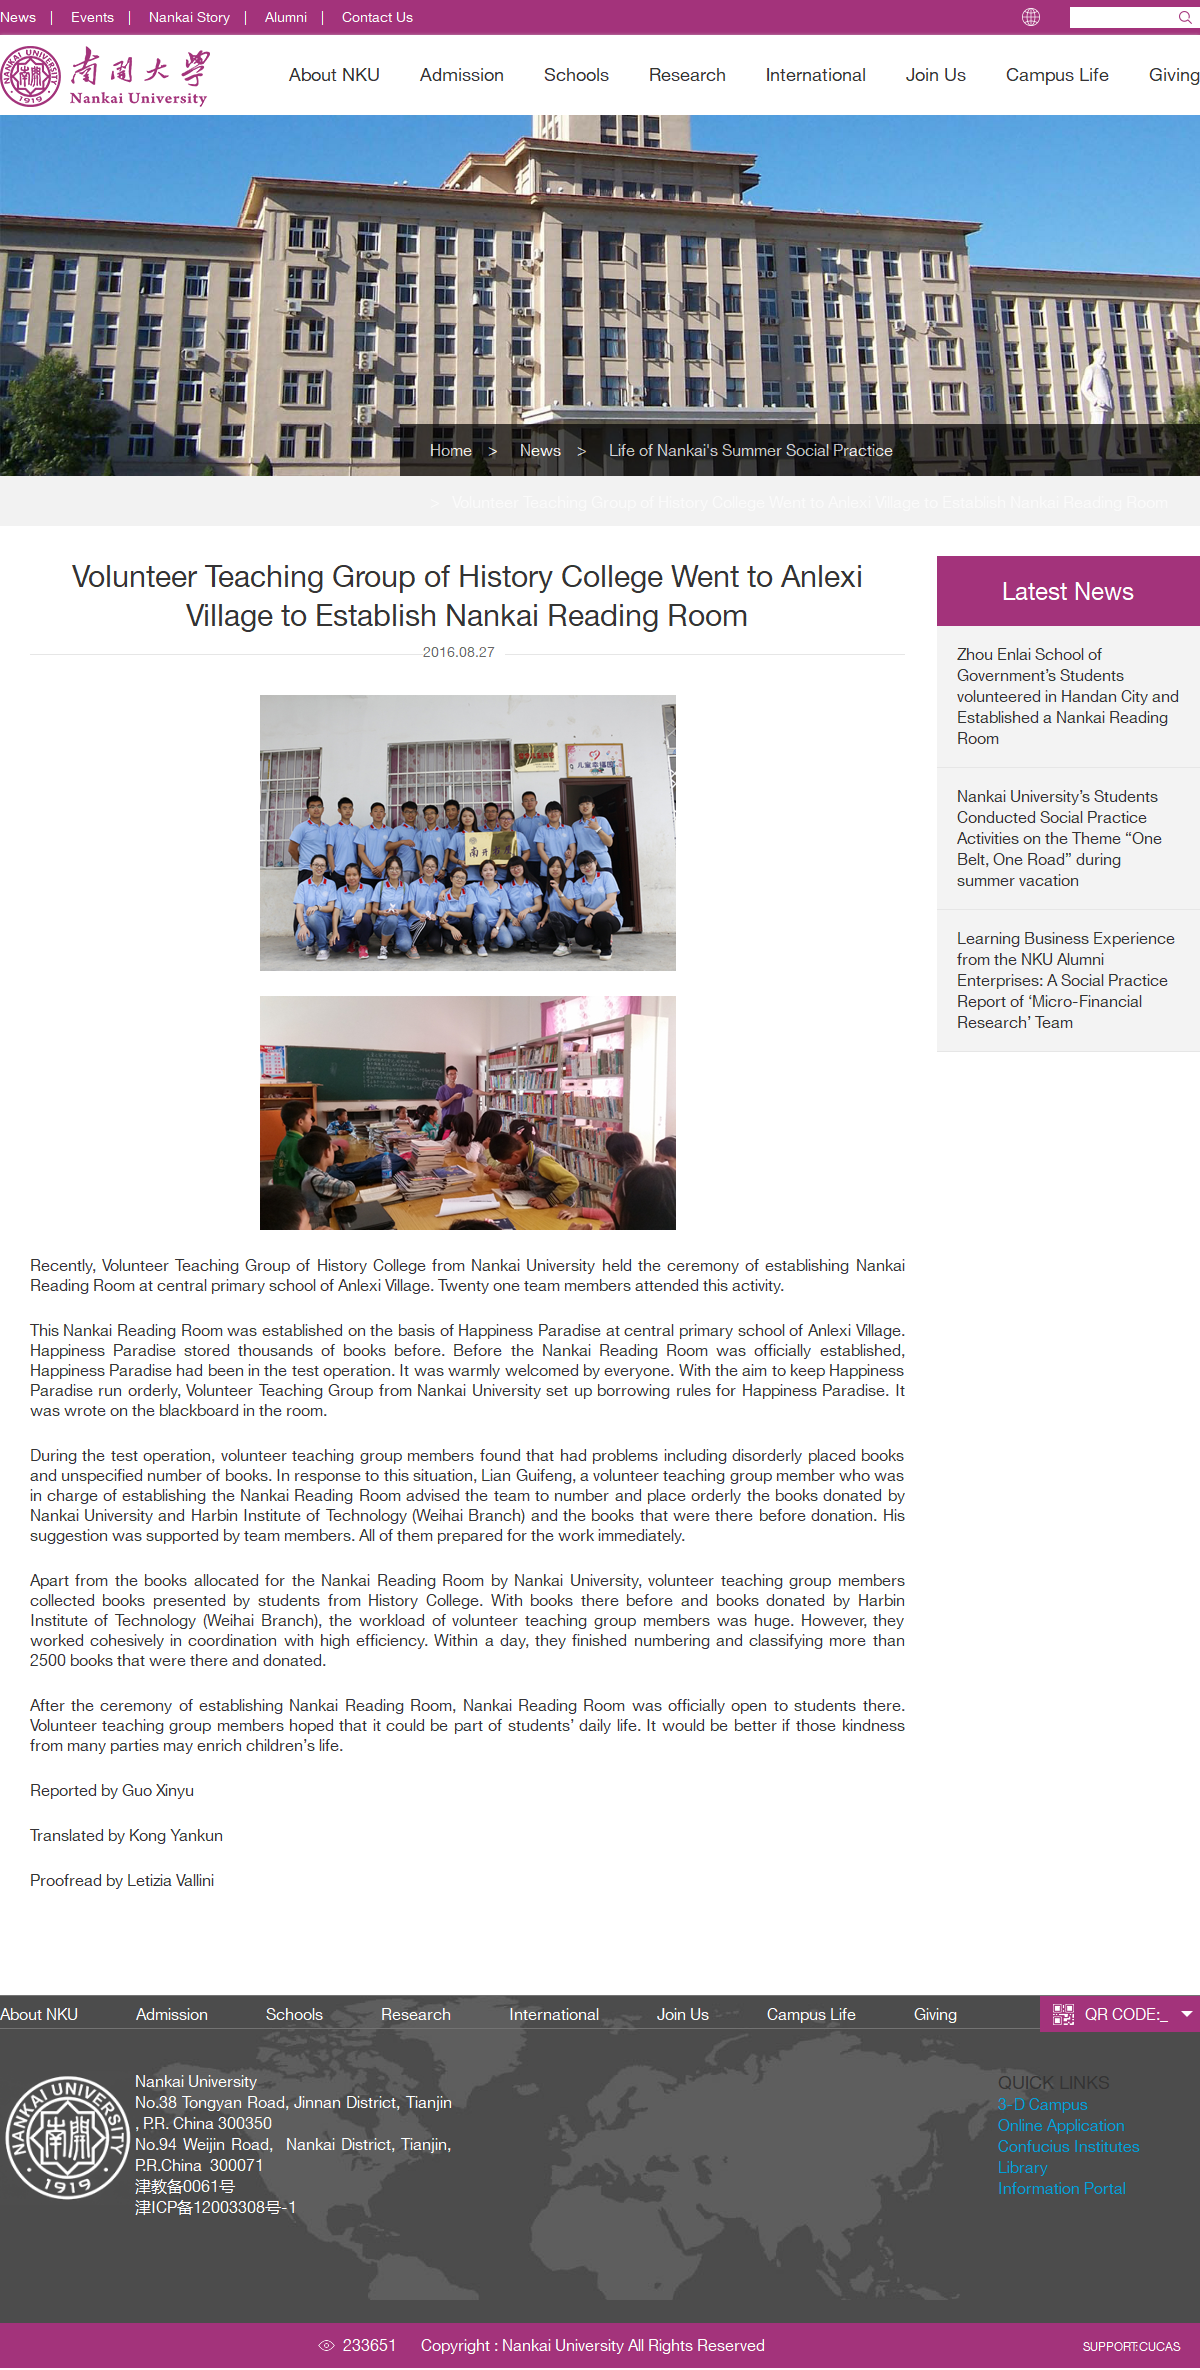 News | Events | Nankai Story | Alumni | Contact Us
NANKAI UNIVERSITY
1919
南開大學
Nankai University
About NKU Admission Schools Research International Join Us Campus Life Giving
Home > News > Life of Nankai's Summer Social Practice
> Volunteer Teaching Group of History College Went to Anlexi Village to Establish Nankai Reading Room
Volunteer Teaching Group of History College Went to Anlexi
Village to Establish Nankai Reading Room
2016.08.27
Latest News
Zhou Enlai School of
Government’s Students
volunteered in Handan City and
Established a Nankai Reading
Room
Nankai University’s Students
Conducted Social Practice
Activities on the Theme “One
Belt, One Road” during
summer vacation
Learning Business Experience
from the NKU Alumni
Enterprises: A Social Practice
Report of ‘Micro-Financial
Research’ Team
Recently, Volunteer Teaching Group of History College from Nankai University held the ceremony of establishing Nankai
Reading Room at central primary school of Anlexi Village. Twenty one team members attended this activity.
This Nankai Reading Room was established on the basis of Happiness Paradise at central primary school of Anlexi Village.
Happiness Paradise stored thousands of books before. Before the Nankai Reading Room was officially established,
Happiness Paradise had been in the test operation. It was warmly welcomed by everyone. With the aim to keep Happiness
Paradise run orderly, Volunteer Teaching Group from Nankai University set up borrowing rules for Happiness Paradise. It
was wrote on the blackboard in the room.
During the test operation, volunteer teaching group members found that had problems including disorderly placed books
and unspecified number of books. In response to this situation, Lian Guifeng, a volunteer teaching group member who was
in charge of establishing the Nankai Reading Room advised the team to number and place orderly the books donated by
Nankai University and Harbin Institute of Technology (Weihai Branch) and the books that were there before donation. His
suggestion was supported by team members. All of them prepared for the work immediately.
Apart from the books allocated for the Nankai Reading Room by Nankai University, volunteer teaching group members
collected books presented by students from History College. With books there before and books donated by Harbin
Institute of Technology (Weihai Branch), the workload of volunteer teaching group members was huge. However, they
worked cohesively in coordination with high efficiency. Within a day, they finished numbering and classifying more than
2500 books that were there and donated.
After the ceremony of establishing Nankai Reading Room, Nankai Reading Room was officially open to students there.
Volunteer teaching group members hoped that it could be part of students’ daily life. It would be better if those kindness
from many parties may enrich children’s life.
Reported by Guo Xinyu
Translated by Kong Yankun
Proofread by Letizia Vallini
About NKU Admission Schools Research International Join Us Campus Life Giving
QR CODE:_
NANKAI UNIVERSITY
1919
Nankai University
No.38 Tongyan Road, Jinnan District, Tianjin
, P.R. China 300350
No.94 Weijin Road, Nankai District, Tianjin,
P.R.China 300071
津教备0061号
津ICP备12003308号-1
QUICK LINKS
3-D Campus
Online Application
Confucius Institutes
Library
Information Portal
233651 Copyright : Nankai University All Rights Reserved
SUPPORT:CUCAS